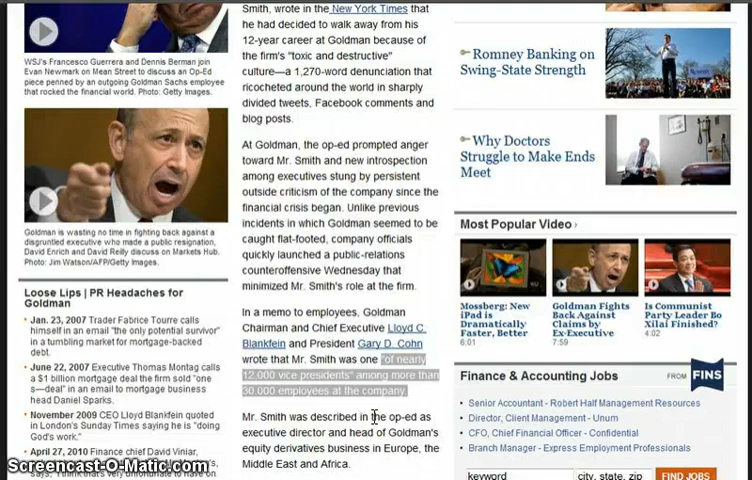 WSJ's Francesco Guerrera and Dennis Berman join
Evan Newmark on Mean Street to discuss an Op-Ed
piece penned by an outgoing Goldman Sachs employee
that rocked the financial world. Photo: Getty Images.
Goldman is wasting no time in fighting back against a
disgruntled executive who made a public resignation,
David Enrich and David Reilly discuss on Markets Hub.
Photo: Jim Watson/AFP/Getty Images.
Loose Lips | PR Headaches for
Goldman
• Jan. 23, 2007 Trader Fabrice Tourre calls
himself in an email "the only potential survivor"
in a tumbling market for mortgage-backed
debt.
• June 22, 2007 Executive Thomas Montag calls
a $1 billion mortgage deal the firm sold "one
s—deal" in an email to mortgage business
head Daniel Sparks.
• November 2009 CEO Lloyd Blankfein quoted
in London's Sunday Times saying he is "doing
God's work."
• April 27, 2010 Finance chief David Viniar,
Screencast-O-Matic.com
Smith, wrote in the New York Times that
he had decided to walk away from his
12-year career at Goldman because of
the firm's "toxic and destructive"
culture—a 1,270-word denunciation that
ricocheted around the world in sharply
divided tweets, Facebook comments and
blog posts.
At Goldman, the op-ed prompted anger
toward Mr. Smith and new introspection
among executives stung by persistent
outside criticism of the company since the
financial crisis began. Unlike previous
incidents in which Goldman seemed to be
caught flat-footed, company officials
quickly launched a public-relations
counteroffensive Wednesday that
minimized Mr. Smith's role at the firm.
In a memo to employees, Goldman
Chairman and Chief Executive Lloyd C.
Blankfein and President Gary D. Cohn
wrote that Mr. Smith was one "of nearly
12,000 vice presidents" among more than
30,000 employees at the company.
Mr. Smith was described in the op-ed as
executive director and head of Goldman's
equity derivatives business in Europe, the
Middle East and Africa.
Romney Banking on
Swing-State Strength
Why Doctors
Struggle to Make Ends
Meet
Most Popular Video ›
Mossberg: New
iPad is
Dramatically
Faster, Better
6:01
Goldman Fights
Back Against
Claims by
Ex-Executive
7:59
Is Communist
Party Leader Bo
Xilai Finished?
4:02
Finance & Accounting Jobs
FROM FINS
• Senior Accountant - Robert Half Management Resources
• Director, Client Management - Unum
• CFO, Chief Financial Officer - Confidential
• Branch Manager - Express Employment Professionals
keyword
city, state, zip
FIND JOBS